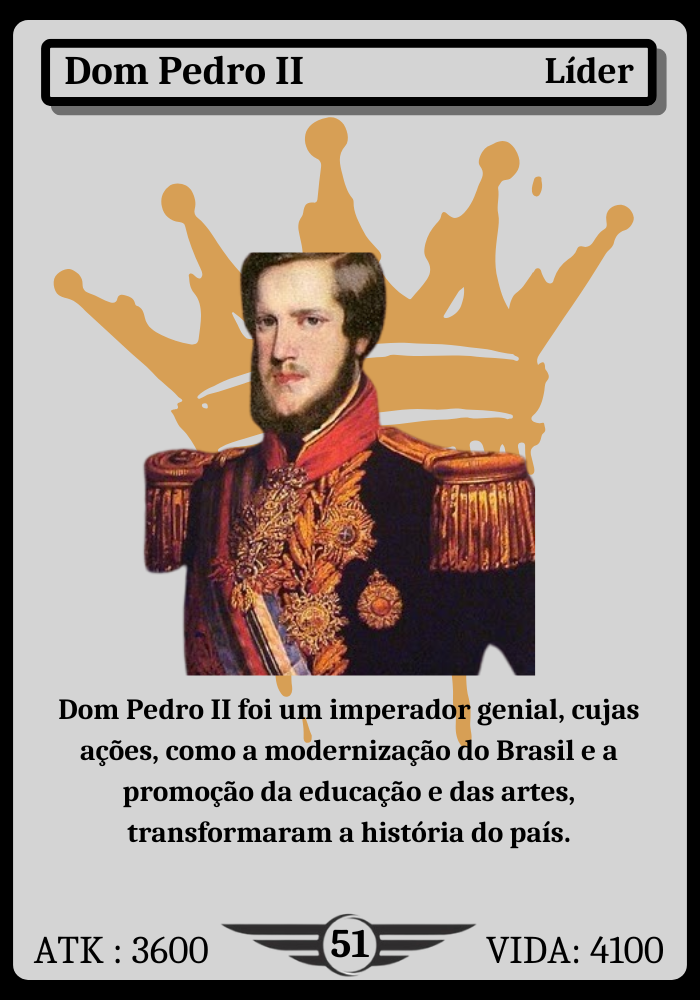 Dom Pedro II Líder
Dom Pedro II foi um imperador genial, cujas
ações, como a modernização do Brasil e a
promoção da educação e das artes,
transformaram a história do país.
ATK : 3600 51 VIDA: 4100